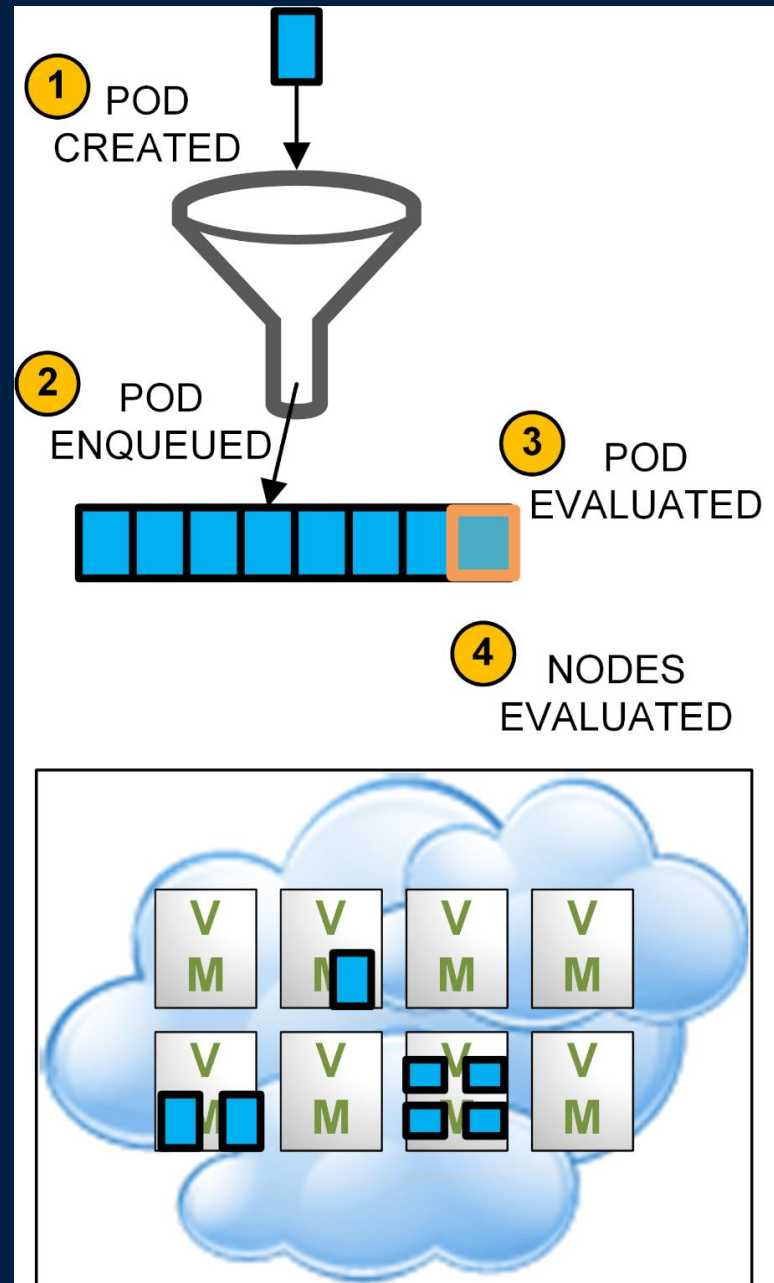 1
POD
CREATED
2
POD
ENQUEUED
3
POD
EVALUATED
4
NODES
EVALUATED
V V V V
M M M M
V V V V
M M M M